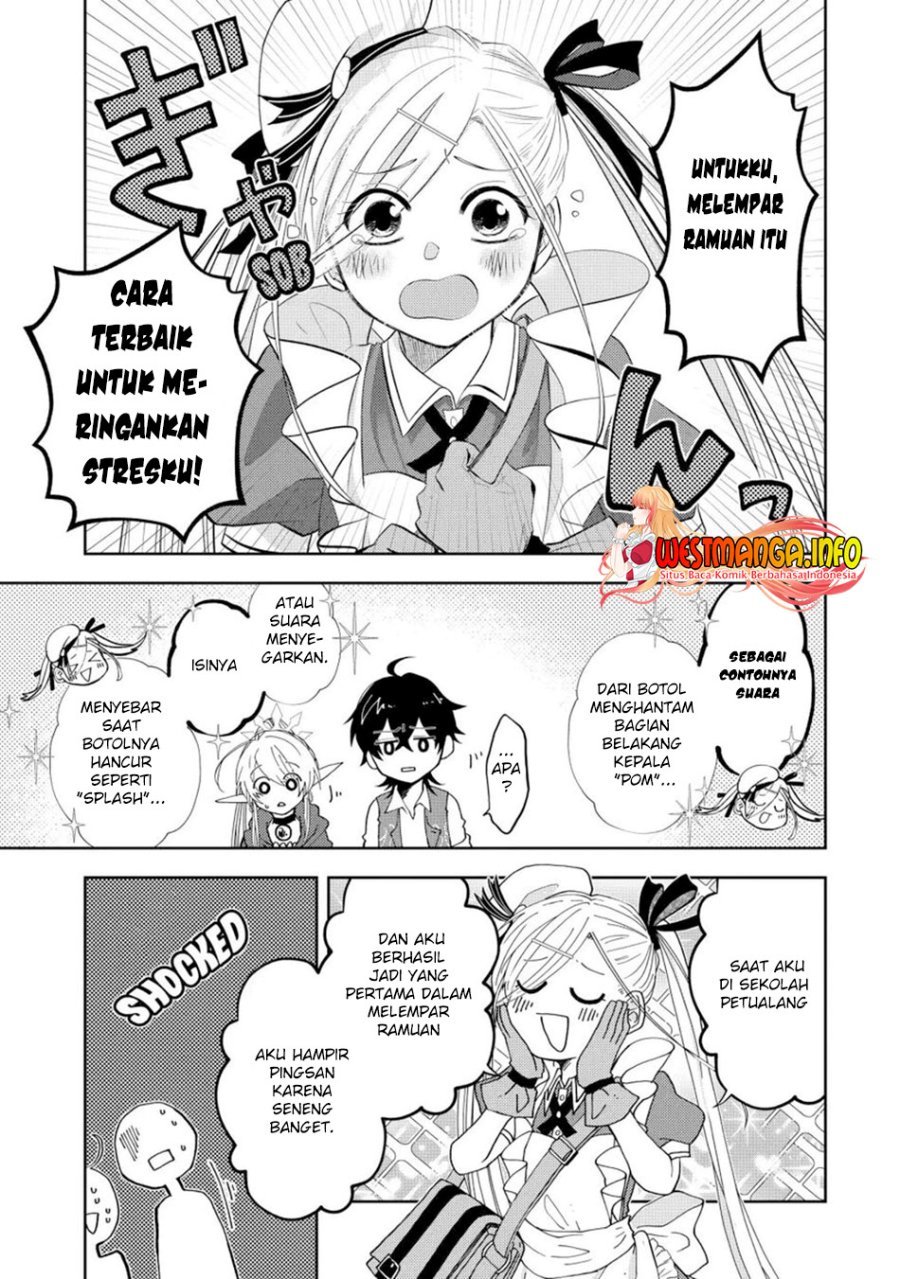 UNTUKKU,
MELEMPAR
RAMUAN ITU
ぎ
ゃ
SOB
CARA
TERBAIK
UNTUK ME-
RINGANKAN
STRESKU!
WESTMANGA.INFO
Situs Baca Komik Berbahasa Indonesia
SEBAGAI
CONTOHNYA
SUARA
DARI BOTOL
MENGHANTAM
BAGIAN
BELAKANG
KEPALA
"POM"...
...
APA
?
ATAU
SUARA
MENYE-
GARKAN.
ISINYA
MENYEBAR
SAAT
BOTOLNYA
HANCUR
SEPERTI
"SPLASH"...
SAAT AKU
DI SEKOLAH
PETUALANG
DAN AKU
BERHASIL
JADI YANG
PERTAMA DALAM
MELEMPAR
RAMUAN
AKU HAMPIR
PINGSAN
KARENA
SENENG
BANGET.
SHOCKED